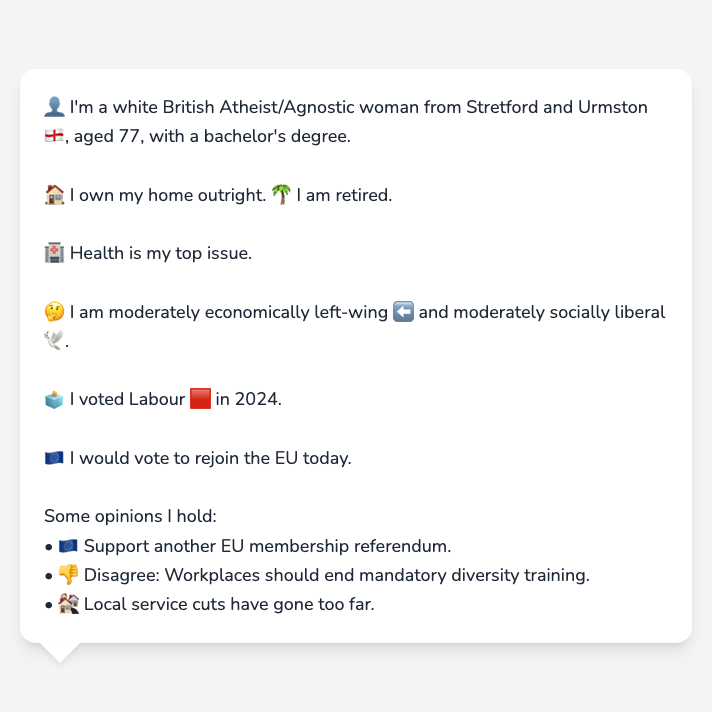 👤 I'm a white British Atheist/Agnostic woman from Stretford and Urmston
🏴󠁧󠁢󠁥󠁮󠁧󠁿, aged 77, with a bachelor's degree.
🏠 I own my home outright. 🌴 I am retired.
🏥 Health is my top issue.
🤔 I am moderately economically left-wing ⬅️ and moderately socially liberal
🕊️.
🗳️ I voted Labour 🟥 in 2024.
🇪🇺 I would vote to rejoin the EU today.
Some opinions I hold:
• 🇪🇺 Support another EU membership referendum.
• 👎 Disagree: Workplaces should end mandatory diversity training.
• 🏚️ Local service cuts have gone too far.